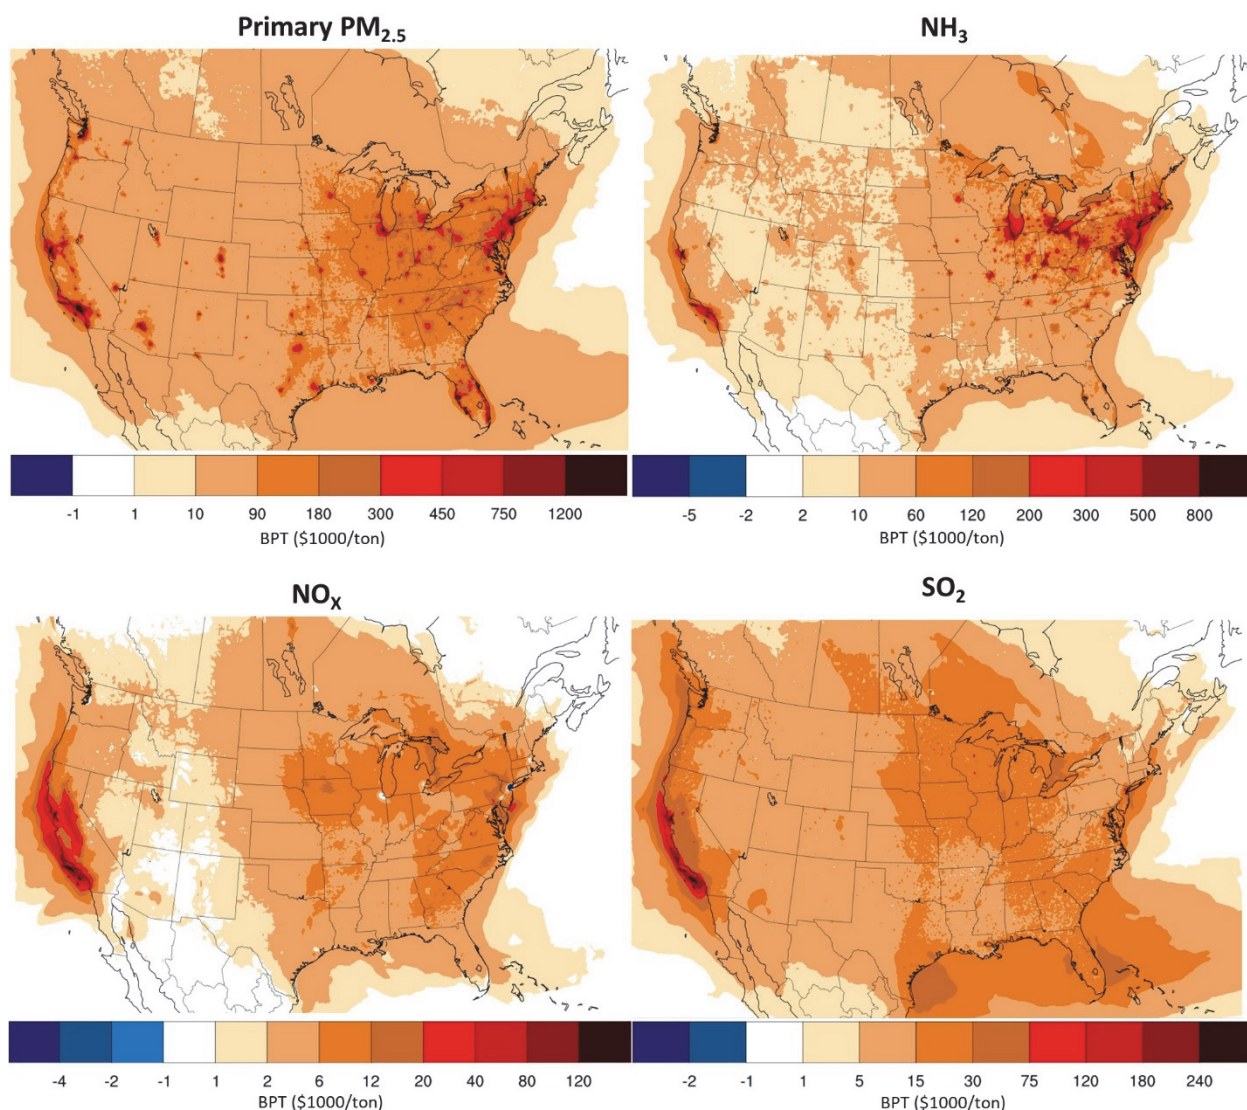 Primary PM2.5
NH3
-1 1 10 90 180 300 450 750 1200
BPT ($1000/ton)
-5 -2 2 10 60 120 200 300 500 800
BPT ($1000/ton)
NOX
SO2
-4 -2 -1 1 2 6 12 20 40 80 120
BPT ($1000/ton)
-2 -1 1 5 15 30 75 120 180 240
BPT ($1000/ton)